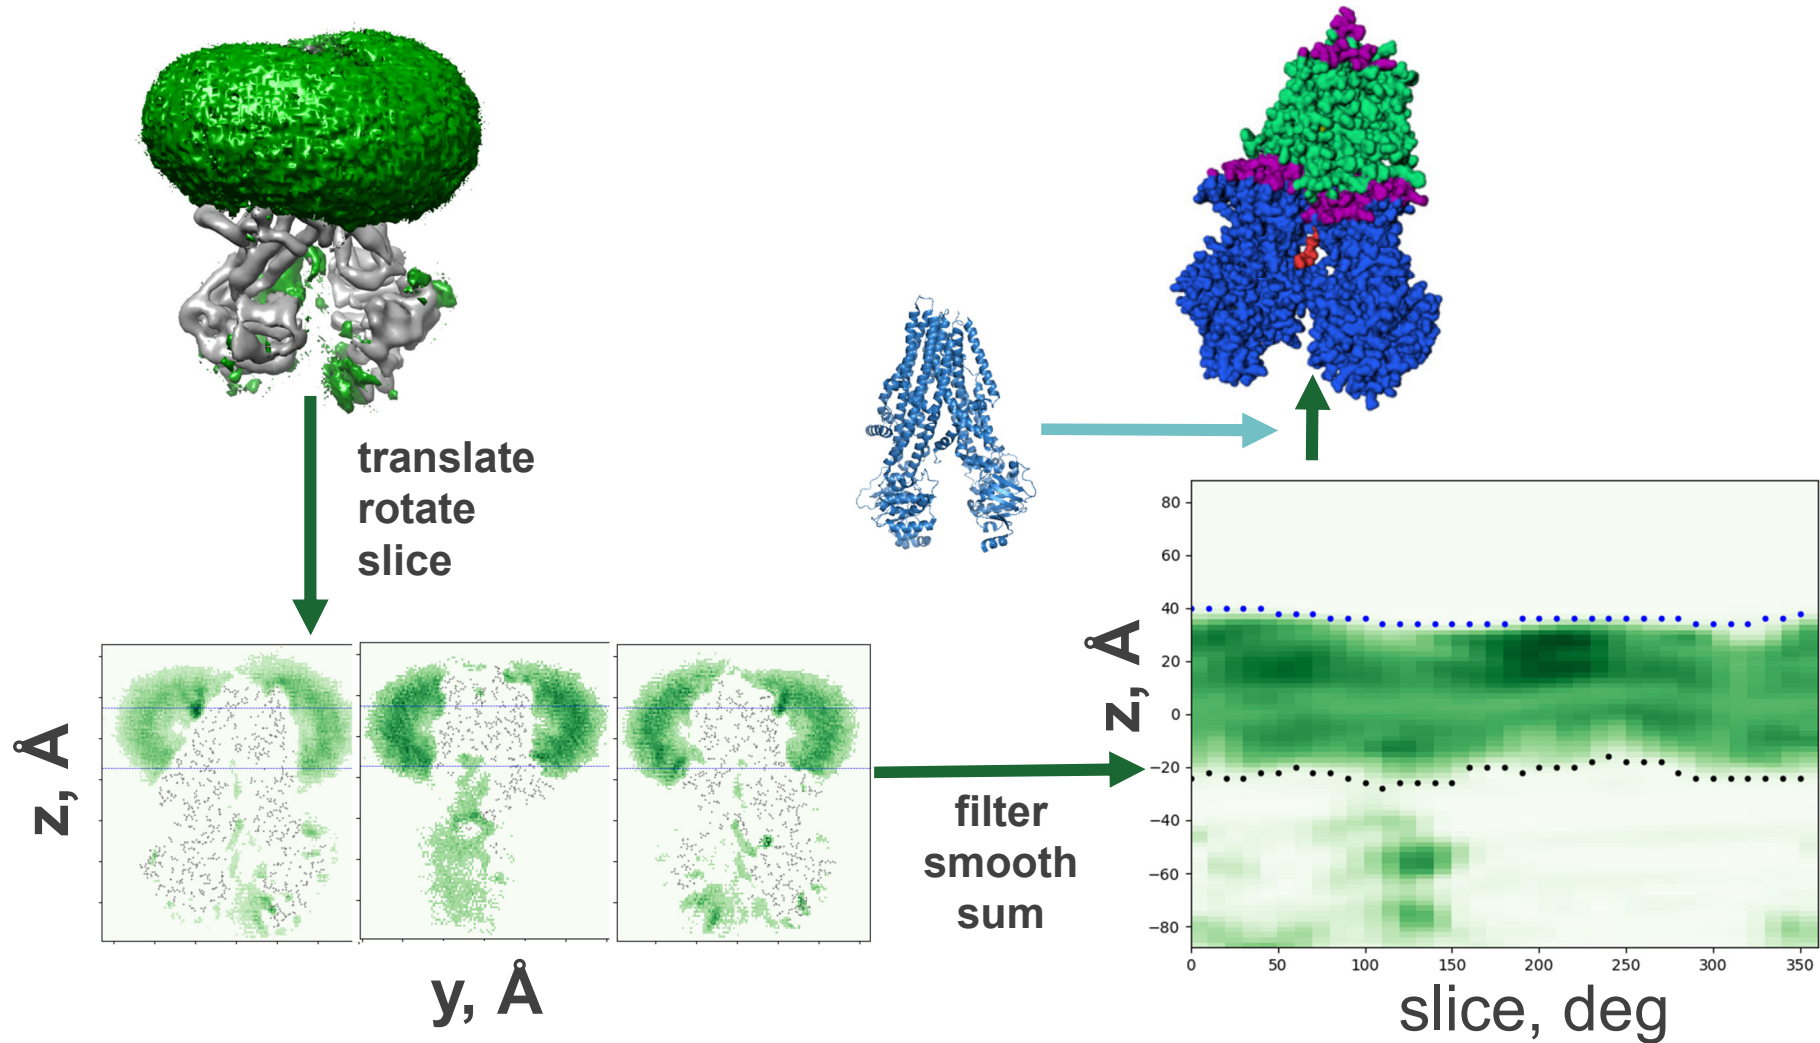 translate
rotate
slice
z, Å
y, Å
filter
smooth
sum
z, Å
80
60
40
20
0
−20
−40
−60
−80
0 50 100 150 200 250 300 350
slice, deg